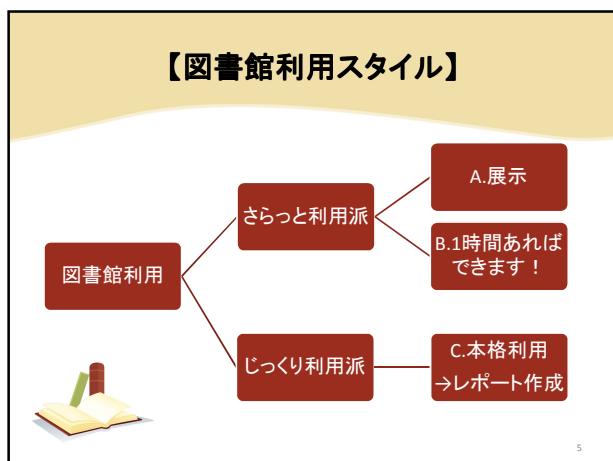 【図書館利用スタイル】
図書館利用
さらっと利用派
A.展示
B.1時間あれば
できます！
じっくり利用派
C.本格利用
→レポート作成
5